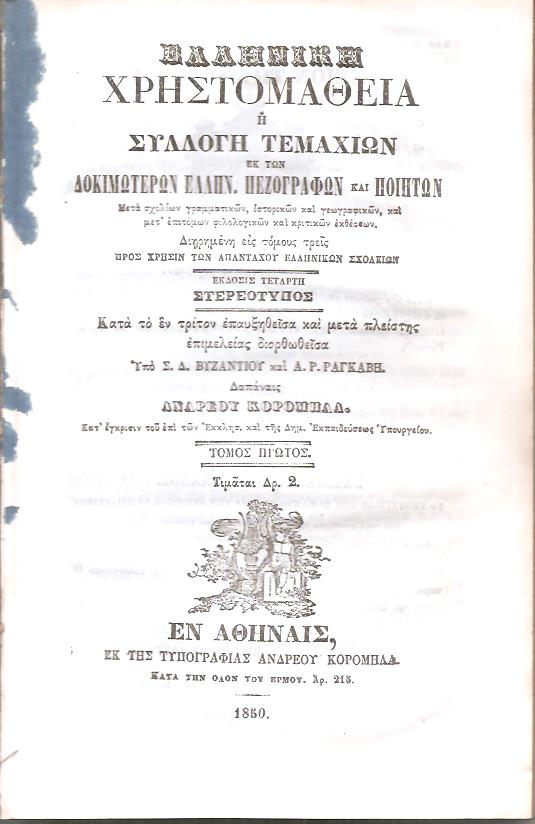 ΕΛΛΗΝΙΚΗ
ΧΡΗΣΤΟΜΑΘΕΙΑ
Ἢ
ΣΥΛΛΟΓΗ ΤΕΜΑΧΙΩΝ
ΕΚ ΤΩΝ
ΔΟΚΙΜΩΤΕΡΩΝ ΕΛΛΗΝ. ΠΕΖΟΓΡΑΦΩΝ ΚΑΙ ΠΟΙΗΤΩΝ
Μετὰ σχολίων γραμματικῶν, ἱστορικῶν καὶ γεωγραφικῶν, καὶ
μετ' ἐπιτόμων φιλολογικῶν καὶ κριτικῶν ἐκθέσεων.
Διῃρημένη εἰς τόμους τρεῖς
ΠΡΟΣ ΧΡΗΣΙΝ ΤΩΝ ΑΠΑΝΤΑΧΟΥ ΕΛΛΗΝΙΚΩΝ ΣΧΟΛΕΙΩΝ
ΕΚΔΟΣΙΣ ΤΕΤΑΡΤΗ
ΣΤΕΡΕΟΤΥΠΟΣ
Κατὰ τὸ ἓν τρίτον ἐπαυξηθεῖσα καὶ μετὰ πλείστης
ἐπιμελείας διορθωθεῖσα
Ὑπὸ Σ. Δ. ΒΥΖΑΝΤΙΟΥ καὶ Α. Ρ. ΡΑΓΚΑΒΗ.
Δαπάναις
ΑΝΔΡΕΟΥ ΚΟΡΟΜΗΛΑ.
Κατ' ἔγκρισιν τοῦ ἐπὶ τῶν Ἐκκλησ. καὶ τῆς Δημ. Ἐκπαιδεύσεως Ὑπουργείου.
ΤΟΜΟΣ ΠΡΩΤΟΣ.
Τιμᾶται Δρ. 2.
ΕΝ ΑΘΗΝΑΙΣ,
ΕΚ ΤΗΣ ΤΥΠΟΓΡΑΦΙΑΣ ΑΝΔΡΕΟΥ ΚΟΡΟΜΗΛΑ.
ΚΑΤΑ ΤΗΝ ΟΔΟΝ ΤΟΥ ΕΡΜΟΥ. Ἀρ. 215.
1850.